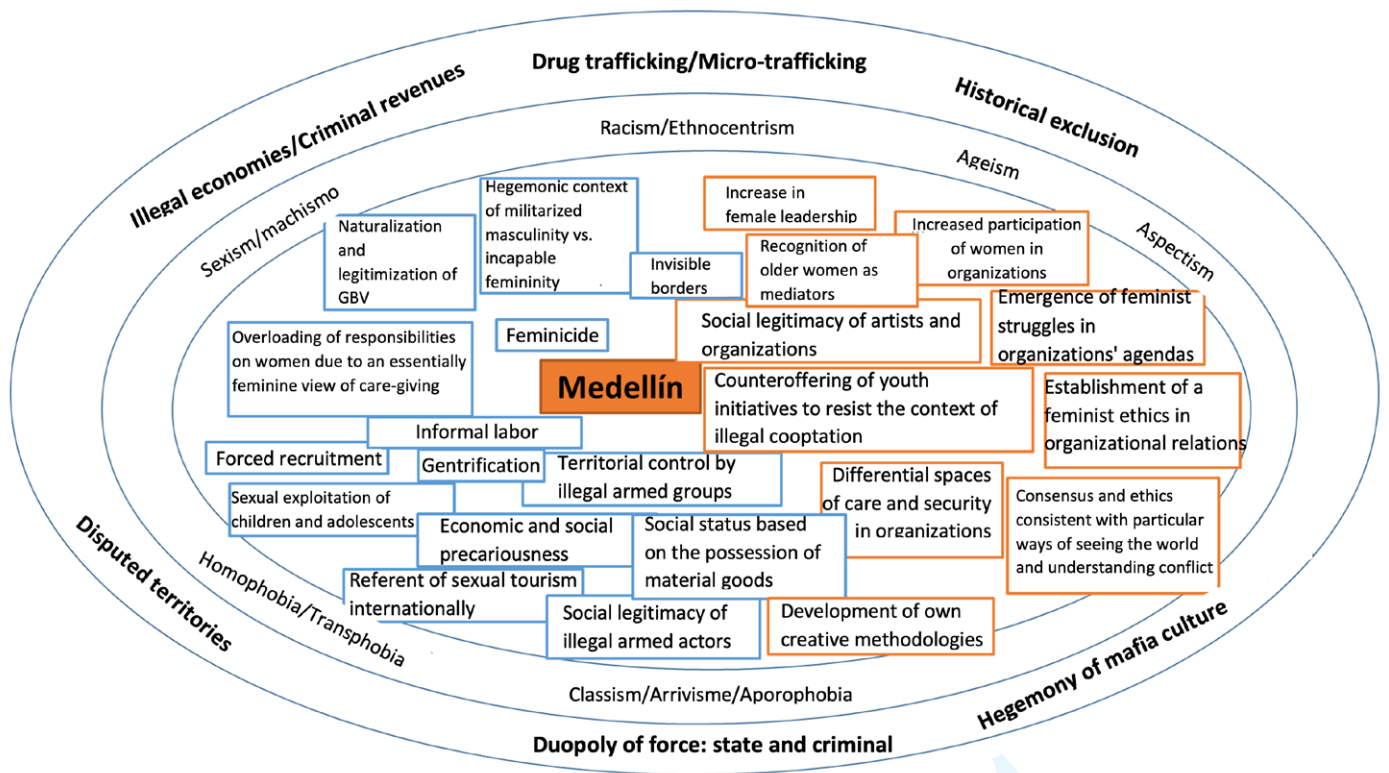 Drug trafficking/Micro-trafficking
Illegal economies/Criminal revenues
Historical exclusion
Racism/Ethnocentrism
Ageism
Sexism/machismo
Aspectism
Hegemonic context
of militarized
masculinity vs.
incapable
femininity
Increase in
female leadership
Naturalization
and
legitimization of
GBV
Increased participation
of women in
organizations
Recognition of
older women as
mediators
Invisible
borders
Emergence of feminist
struggles in
organizations' agendas
Social legitimacy of artists and
organizations
Feminicide
Overloading of responsibilities
on women due to an essentially
feminine view of care-giving
Medellín
Counteroffering of youth
initiatives to resist the context of
illegal cooptation
Establishment of a
feminist ethics in
organizational relations
Informal labor
Forced recruitment
Gentrification
Territorial control by
illegal armed groups
Differential spaces
of care and security
in organizations
Sexual exploitation of
children and adolescents
Consensus and ethics
consistent with particular
ways of seeing the world
and understanding conflict
Economic and social
precariousness
Social status based
on the possession of
material goods
Referent of sexual tourism
internationally
Social legitimacy of
illegal armed actors
Development of own
creative methodologies
Disputed territories
Homophobia/Transphobia
Hegemony of mafia culture
Classism/Arrivisme/Aporophobia
Duopoly of force: state and criminal